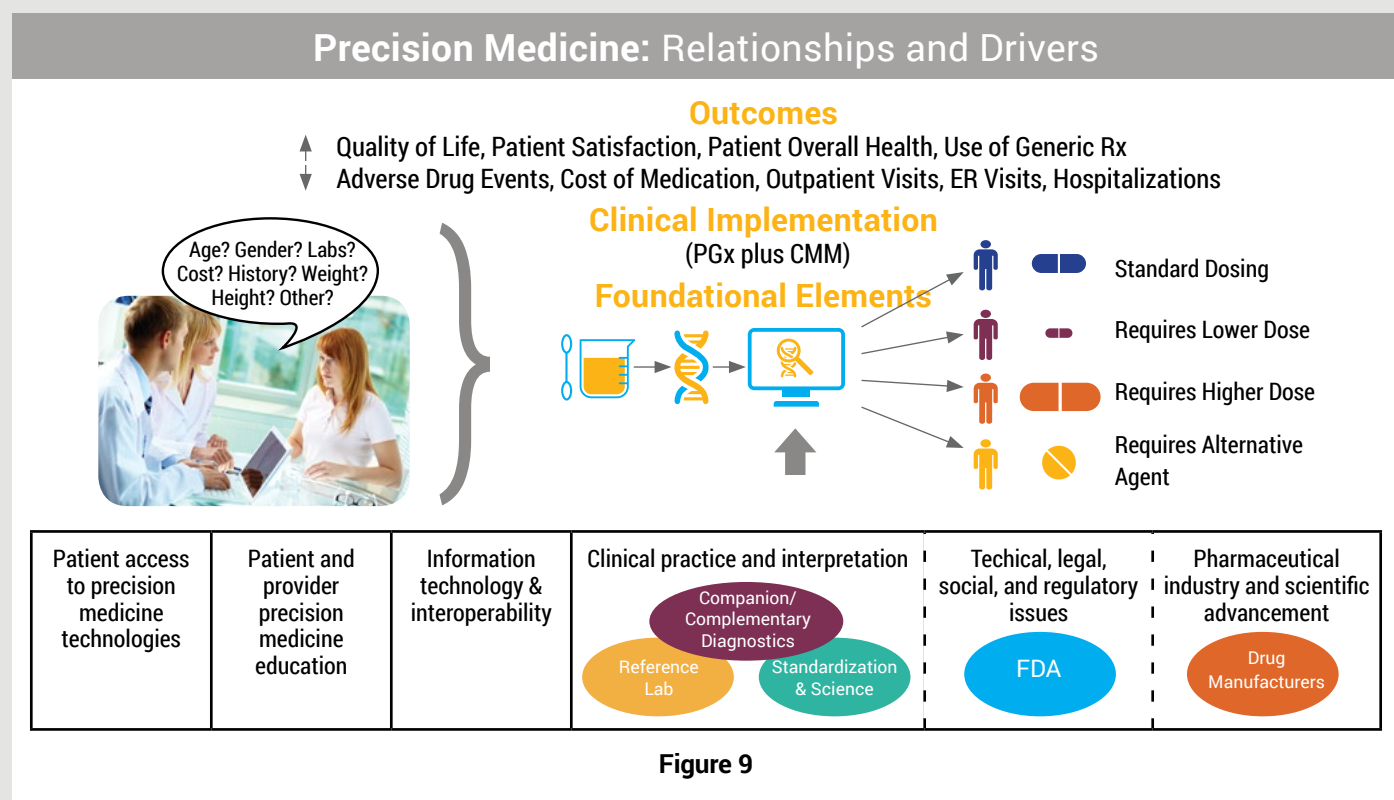 Precision Medicine: Relationships and Drivers
Outcomes
Quality of Life, Patient Satisfaction, Patient Overall Health, Use of Generic Rx
Adverse Drug Events, Cost of Medication, Outpatient Visits, ER Visits, Hospitalizations
Clinical Implementation
(PGx plus CMM)
Foundational Elements
Age? Gender? Labs?
Cost? History? Weight?
Height? Other?
Standard Dosing
Requires Lower Dose
Requires Higher Dose
Requires Alternative
Agent
Patient access
to precision
medicine
technologies
Patient and
provider
precision
medicine
education
Information
technology &
interoperability
Clinical practice and interpretation
Companion/
Complementary
Diagnostics
Reference
Lab
Standardization
& Science
Techical, legal,
social, and regulatory
issues
FDA
Pharmaceutical
industry and scientific
advancement
Drug
Manufacturers
Figure 9